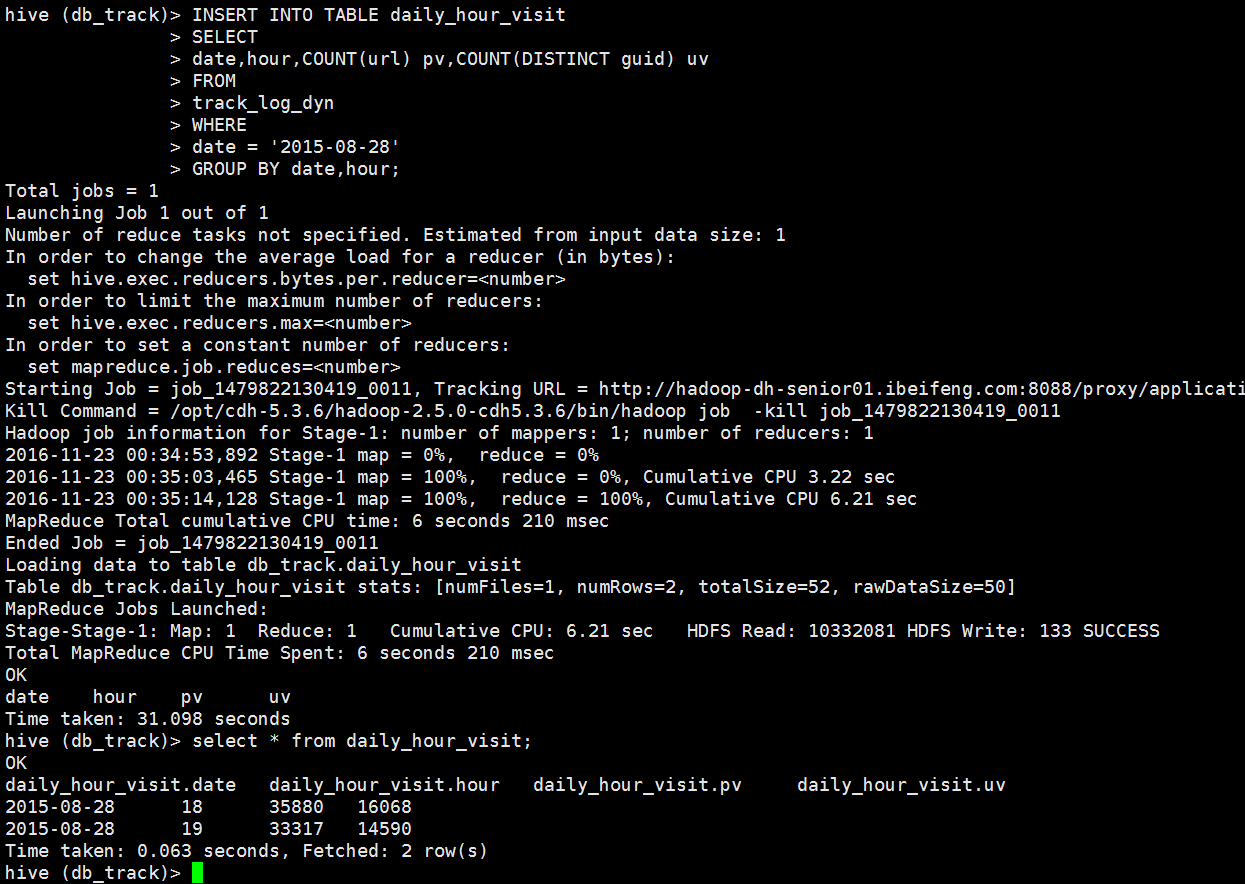 hive (db_track)> INSERT INTO TABLE daily_hour_visit
> SELECT
> date,hour,COUNT(url) pv,COUNT(DISTINCT guid) uv
> FROM
> track_log_dyn
> WHERE
> date = '2015-08-28'
> GROUP BY date,hour;
Total jobs = 1
Launching Job 1 out of 1
Number of reduce tasks not specified. Estimated from input data size: 1
In order to change the average load for a reducer (in bytes):
  set hive.exec.reducers.bytes.per.reducer=<number>
In order to limit the maximum number of reducers:
  set hive.exec.reducers.max=<number>
In order to set a constant number of reducers:
  set mapreduce.job.reduces=<number>
Starting Job = job_1479822130419_0011, Tracking URL = http://hadoop-dh-senior01.ibeifeng.com:8088/proxy/applicati
Kill Command = /opt/cdh-5.3.6/hadoop-2.5.0-cdh5.3.6/bin/hadoop job  -kill job_1479822130419_0011
Hadoop job information for Stage-1: number of mappers: 1; number of reducers: 1
2016-11-23 00:34:53,892 Stage-1 map = 0%,  reduce = 0%
2016-11-23 00:35:03,465 Stage-1 map = 100%,  reduce = 0%, Cumulative CPU 3.22 sec
2016-11-23 00:35:14,128 Stage-1 map = 100%,  reduce = 100%, Cumulative CPU 6.21 sec
MapReduce Total cumulative CPU time: 6 seconds 210 msec
Ended Job = job_1479822130419_0011
Loading data to table db_track.daily_hour_visit
Table db_track.daily_hour_visit stats: [numFiles=1, numRows=2, totalSize=52, rawDataSize=50]
MapReduce Jobs Launched:
Stage-Stage-1: Map: 1  Reduce: 1   Cumulative CPU: 6.21 sec   HDFS Read: 10332081 HDFS Write: 133 SUCCESS
Total MapReduce CPU Time Spent: 6 seconds 210 msec
OK
date    hour    pv      uv
Time taken: 31.098 seconds
hive (db_track)> select * from daily_hour_visit;
OK
daily_hour_visit.date   daily_hour_visit.hour   daily_hour_visit.pv     daily_hour_visit.uv
2015-08-28      18      35880   16068
2015-08-28      19      33317   14590
Time taken: 0.063 seconds, Fetched: 2 row(s)
hive (db_track)>